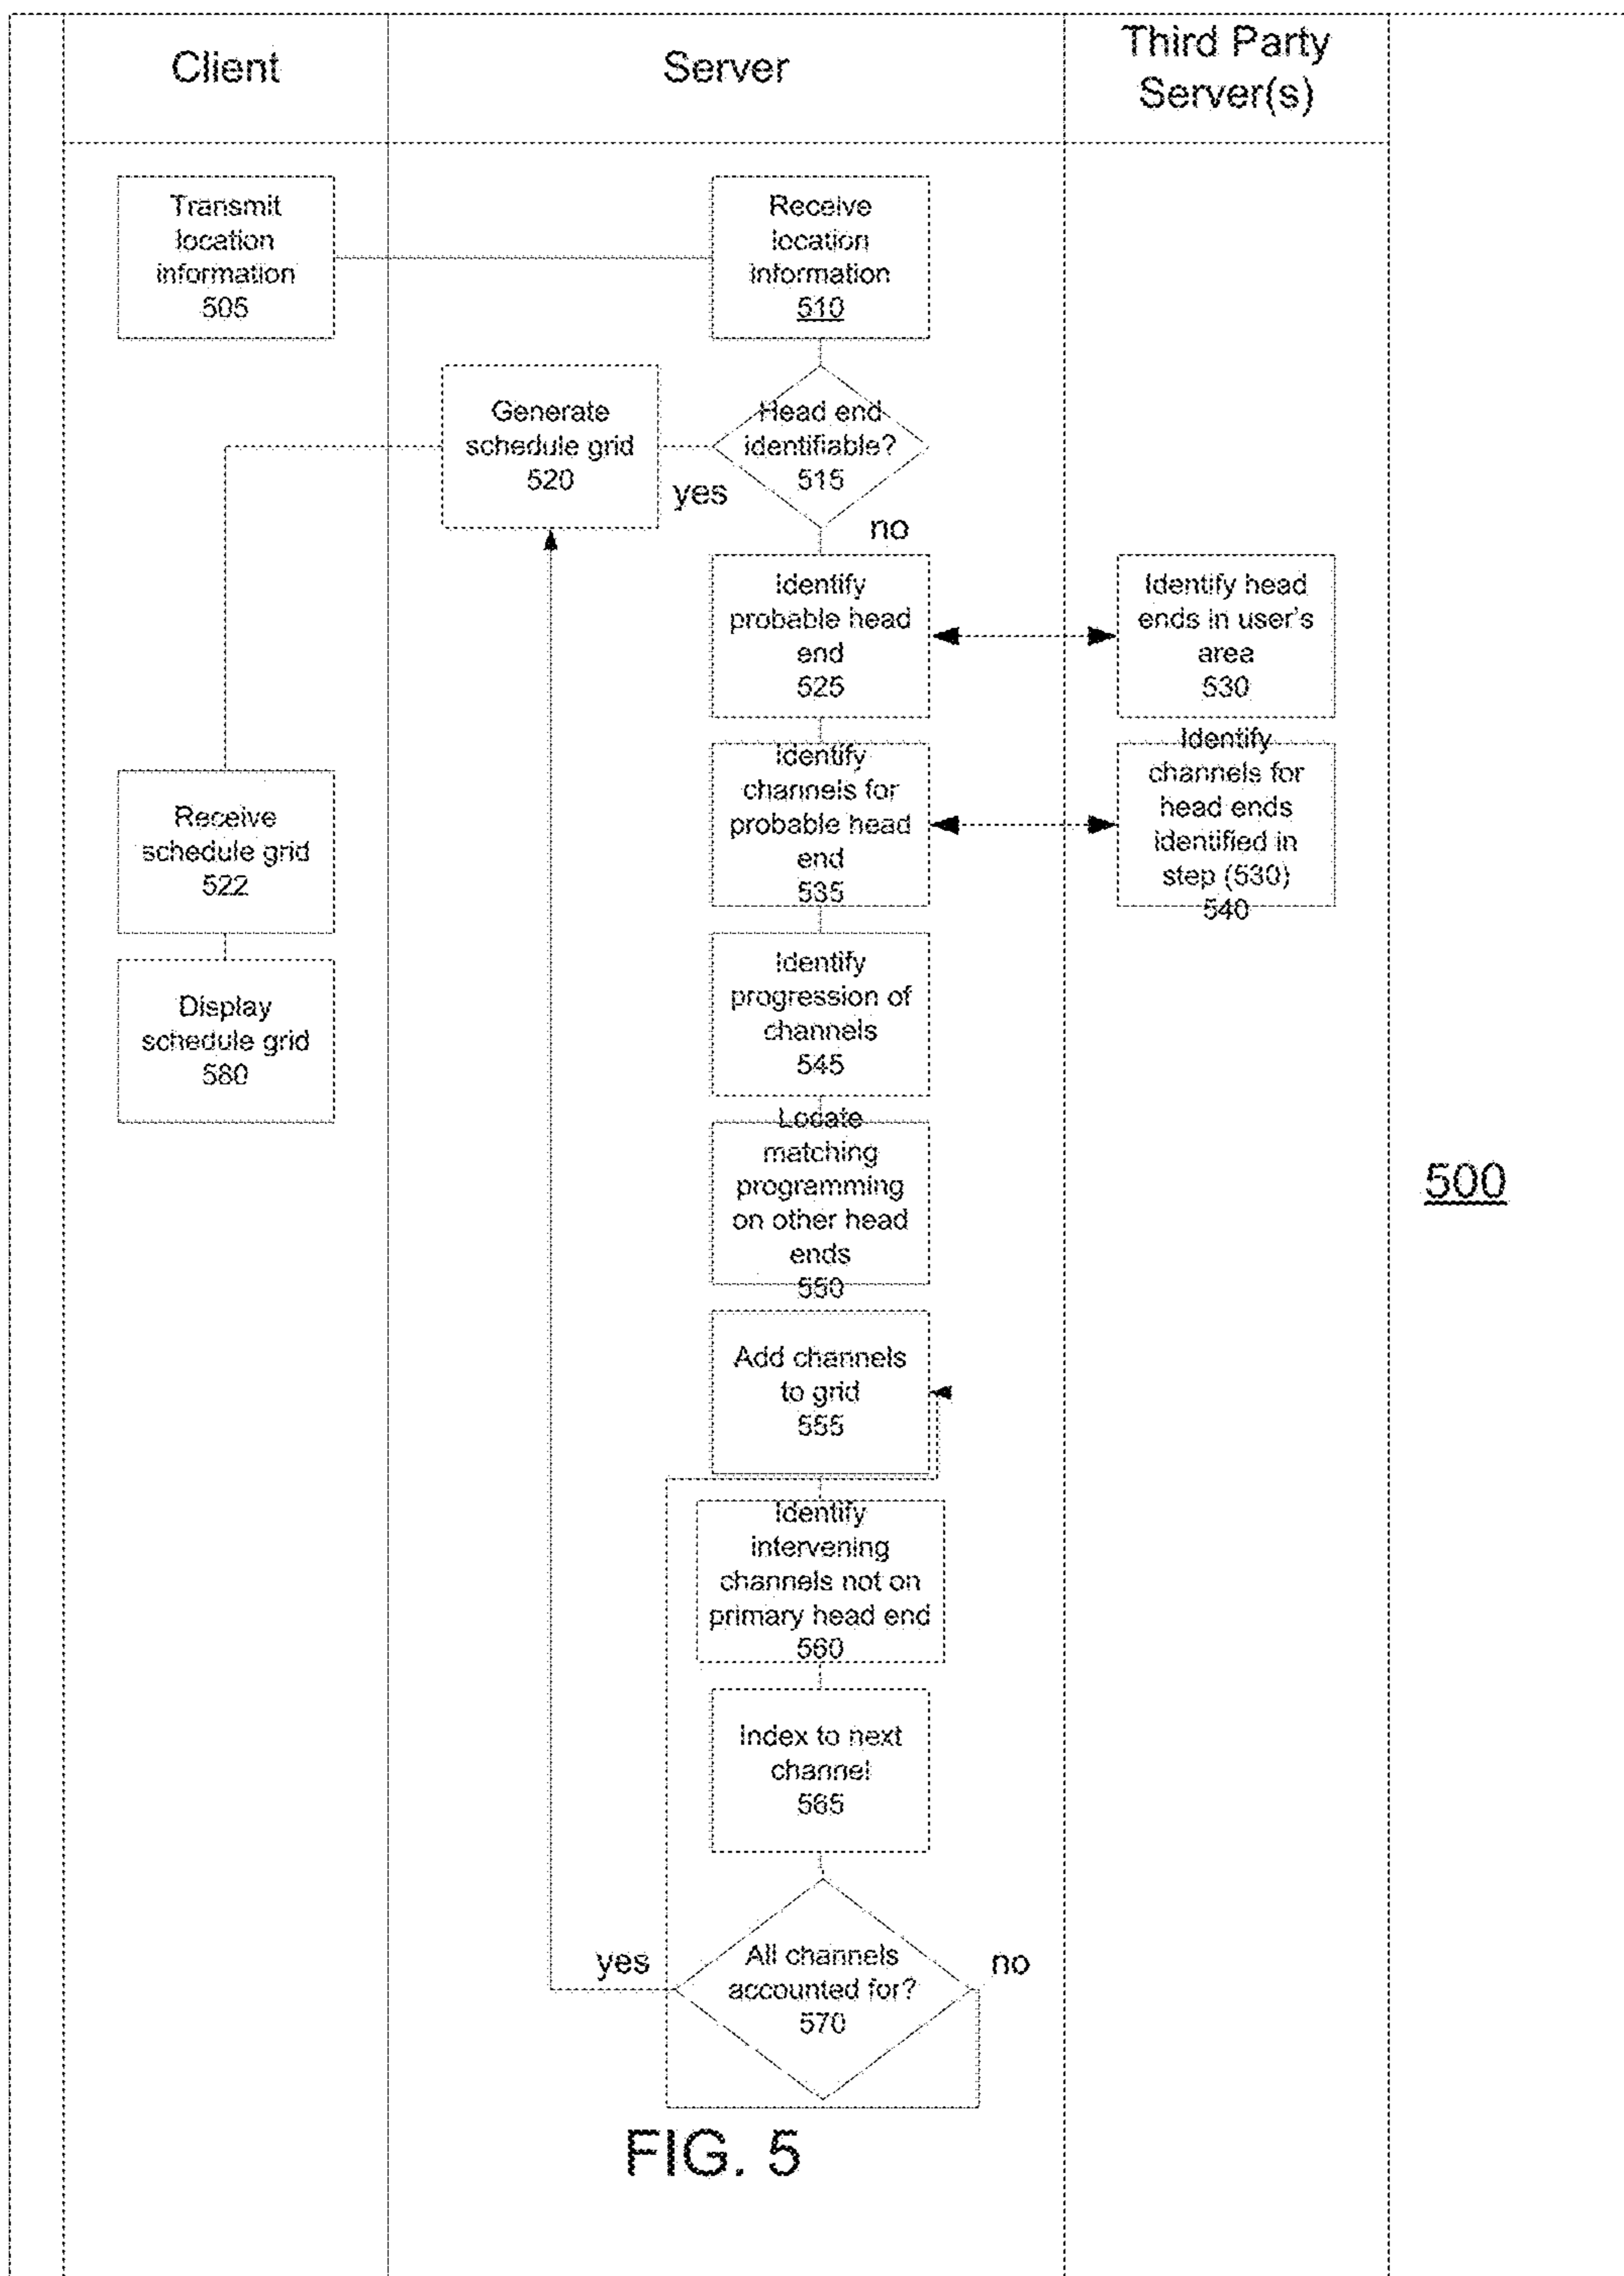 Client
Server
Third Party
Server(s)
Transmit
location
information
505
Receive
location
information
510
Generate
schedule grid
520
Head end
identifiable?
515
yes
no
Identify
probable head
end
525
Identify head
ends in user's
area
530
Identify
channels for
probable head
end
535
Identify
channels for
head ends
identified in
step (530)
540
Receive
schedule grid
522
Display
schedule grid
580
Identify
progression of
channels
545
Locate
matching
programming
on other head
ends
550
500
Add channels
to grid
555
Identify
intervening
channels not on
primary head end
560
Index to next
channel
565
yes
All channels
accounted for?
570
no
FIG. 5